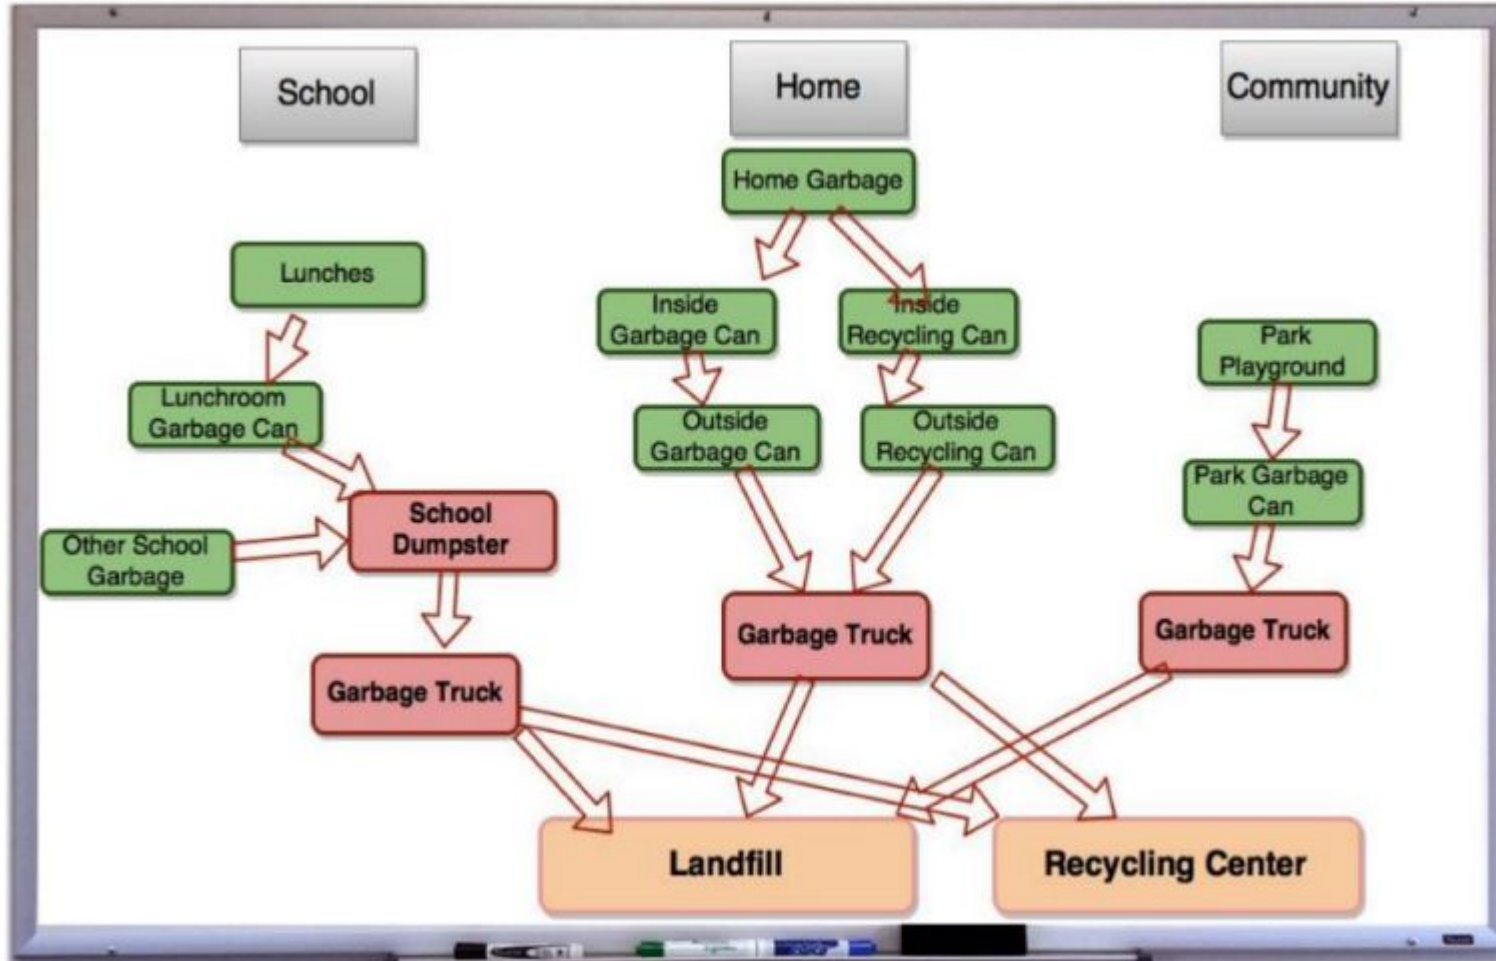 School
Home
Community
Home Garbage
Lunches
Inside
Garbage Can
Inside
Recycling Can
Park
Playground
Lunchroom
Garbage Can
Outside
Garbage Can
Outside
Recycling Can
Park Garbage
Can
School
Dumpster
Other School
Garbage
Garbage Truck
Garbage Truck
Garbage Truck
Landfill
Recycling Center